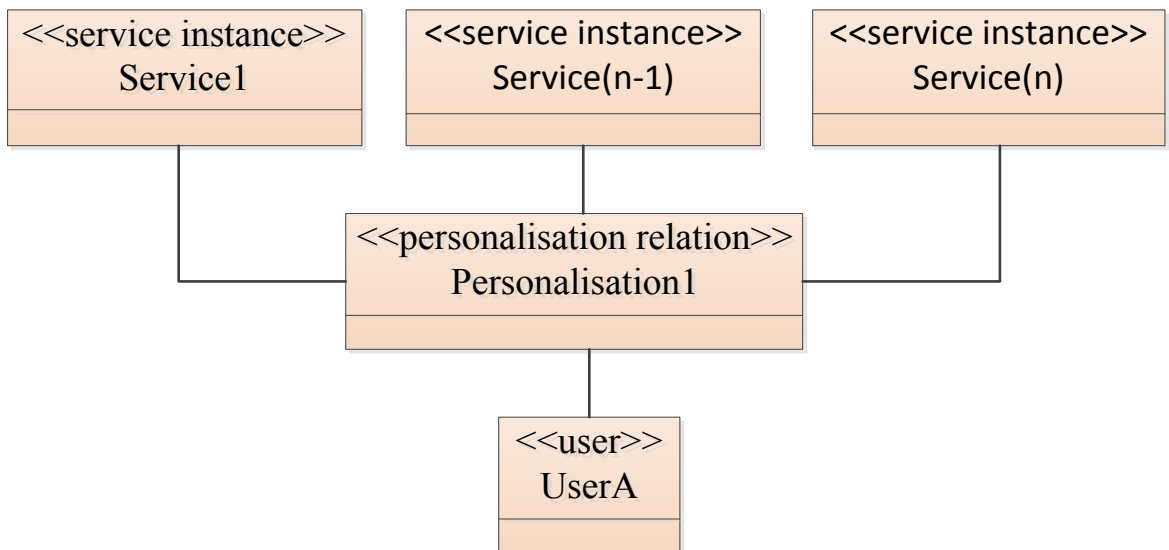 <<service instance>>
Service1
<<service instance>>
Service(n-1)
<<service instance>>
Service(n)
<<personalisation relation>>
Personalisation1
<<user>>
UserA